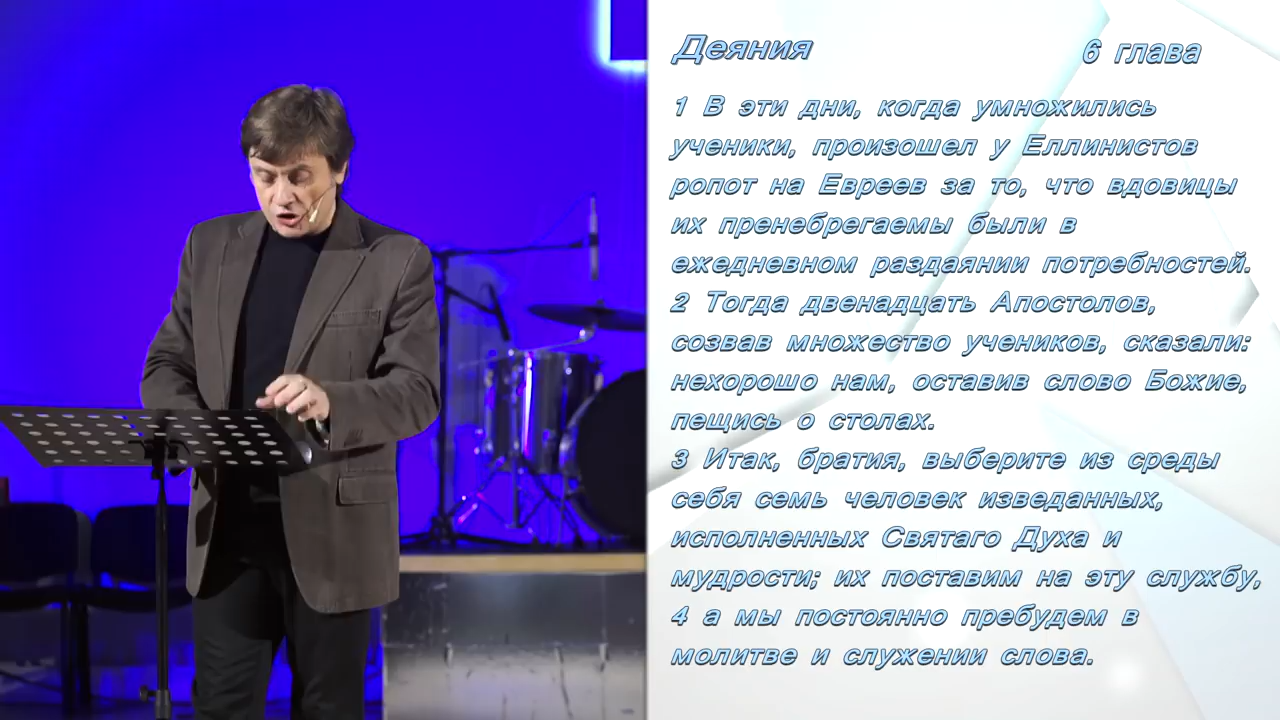 Деяния 6 глава
1 В эти дни, когда умножились
ученики, произошел у Еллинистов
ропот на Евреев за то, что вдовицы
их пренебрегаемы были в
ежедневном раздаянии потребностей.
2 Тогда двенадцать Апостолов,
созвав множество учеников, сказали:
нехорошо нам, оставив слово Божие,
пещись о столах.
3 Итак, братия, выберите из среды
себя семь человек изведанных,
исполненных Святаго Духа и
мудрости; их поставим на эту службу,
4 а мы постоянно пребудем в
молитве и служении слова.